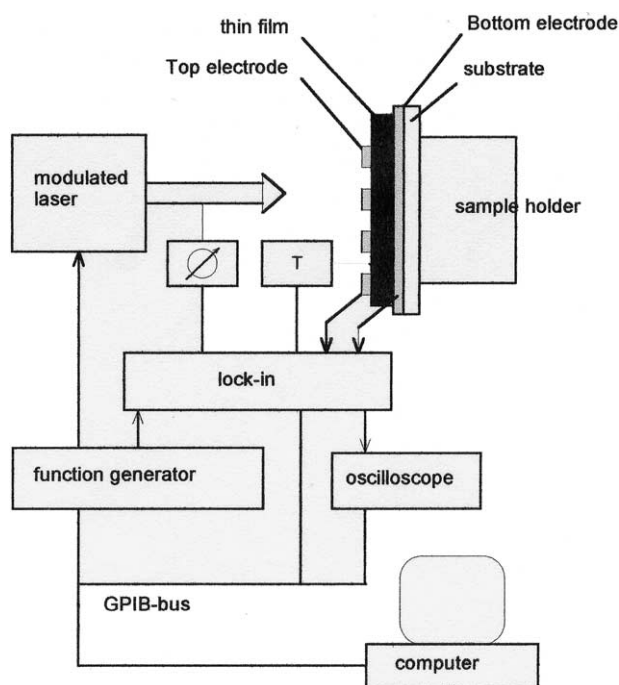 thin film
Bottom electrode
Top electrode
substrate
modulated
laser
sample holder
T
lock-in
function generator
oscilloscope
GPIB-bus
computer